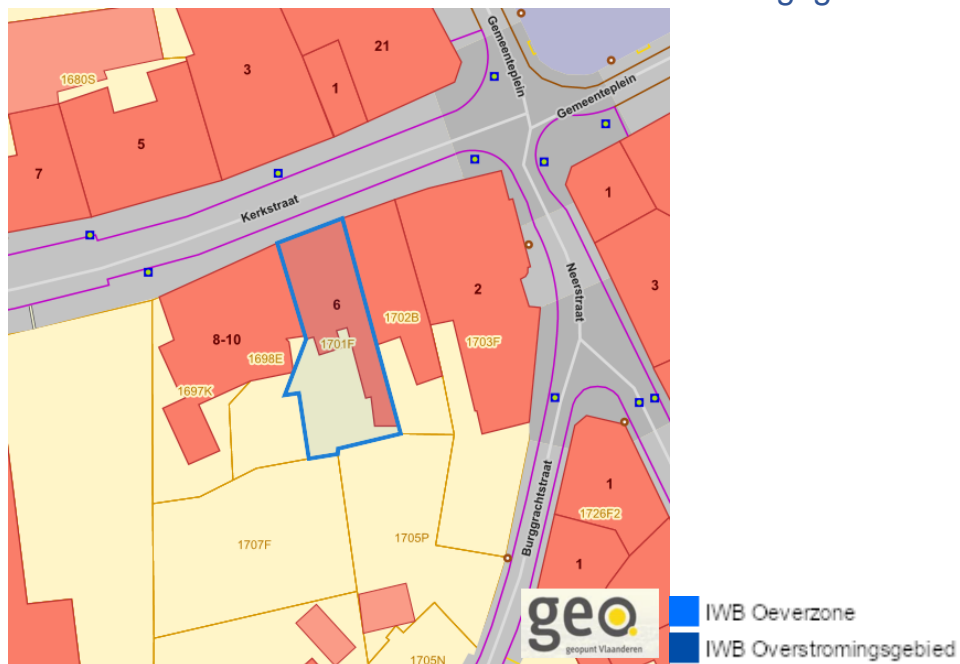 21
3
1
1680S
5
7
Gemeenteplein
Gemeenteplein
Kerkstraat
1
Neerstraat
3
6
2
1702B
1701F
1703F
8-10
1698E
1697K
Burggrachtstraat
1
1726F2
1707F
1705P
1
1705N
geo.
geopunt Vlaanderen
IWB Oeverzone
IWB Overstromingsgebied